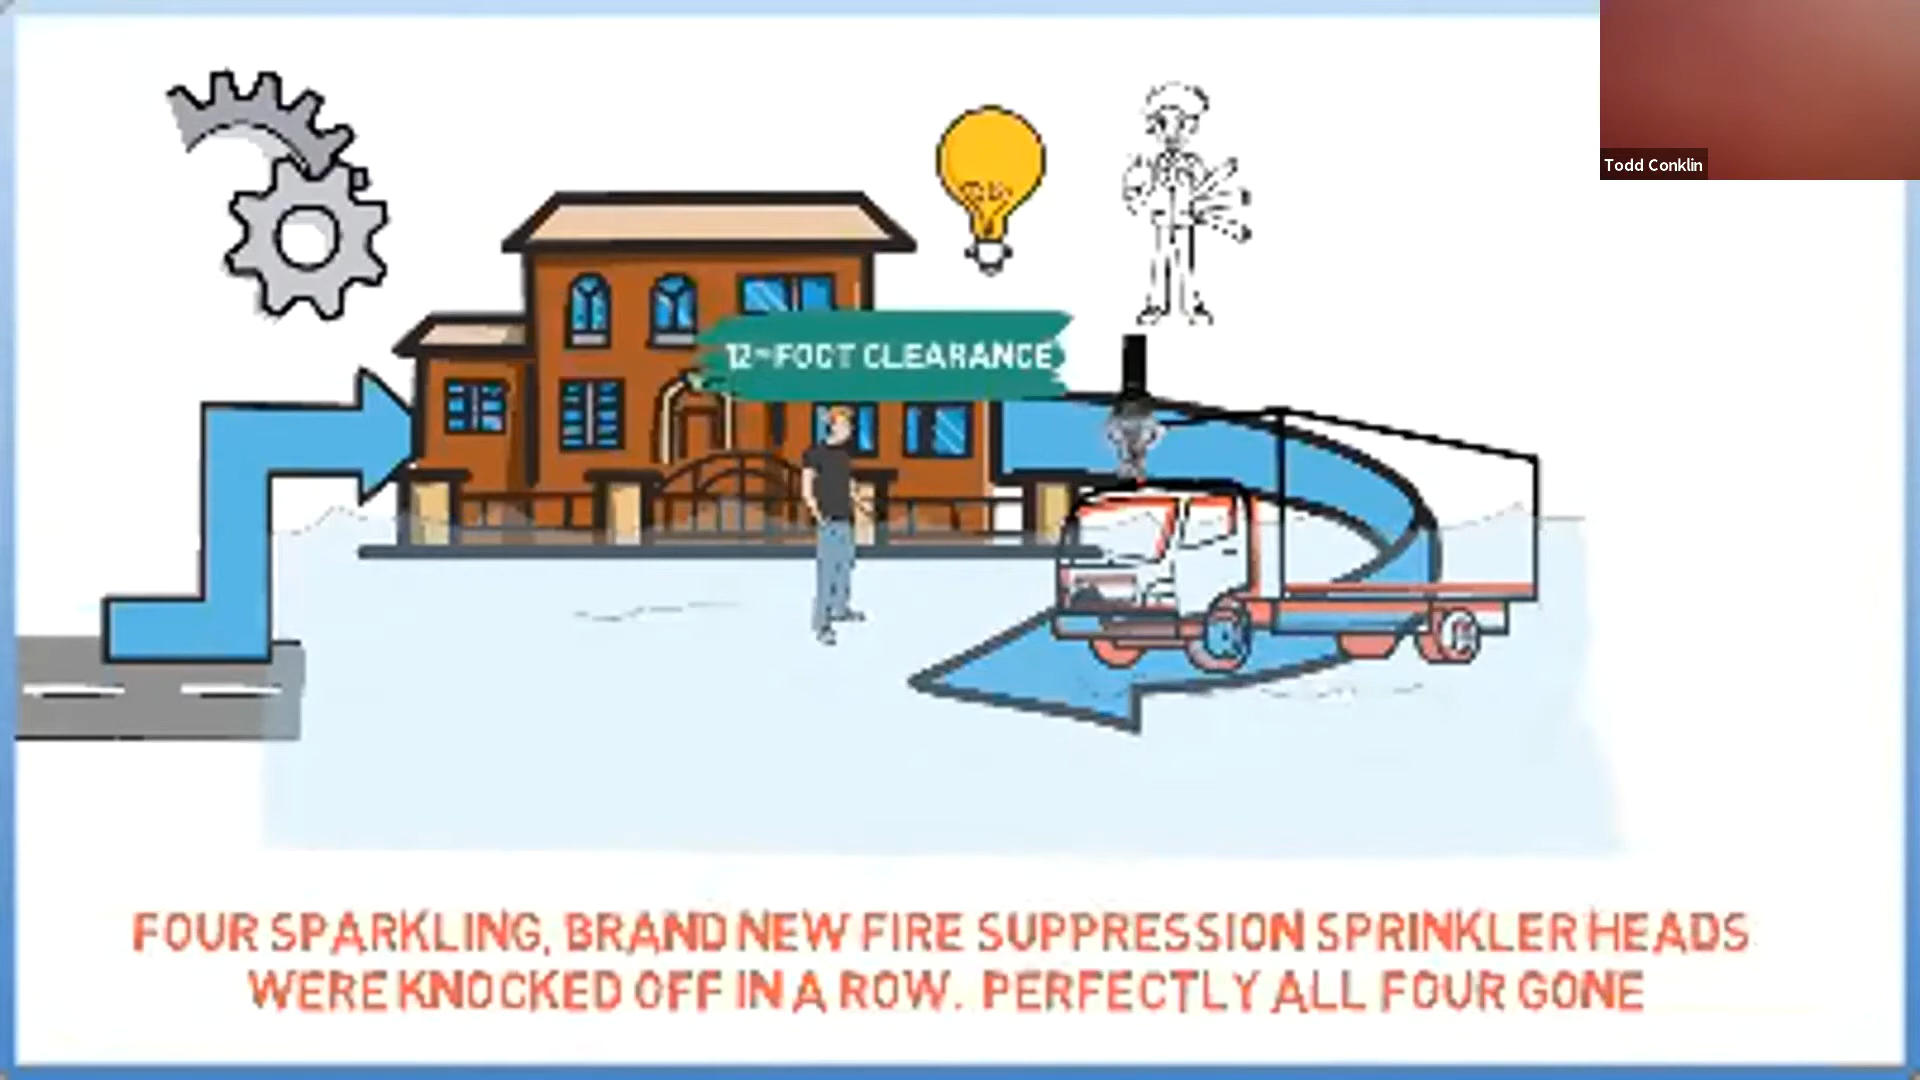 Todd Conklin
12-FOOT CLEARANCE
FOUR SPARKLING, BRAND NEW FIRE SUPPRESSION SPRINKLER HEADS
WERE KNOCKED OFF IN A ROW. PERFECTLY ALL FOUR GONE